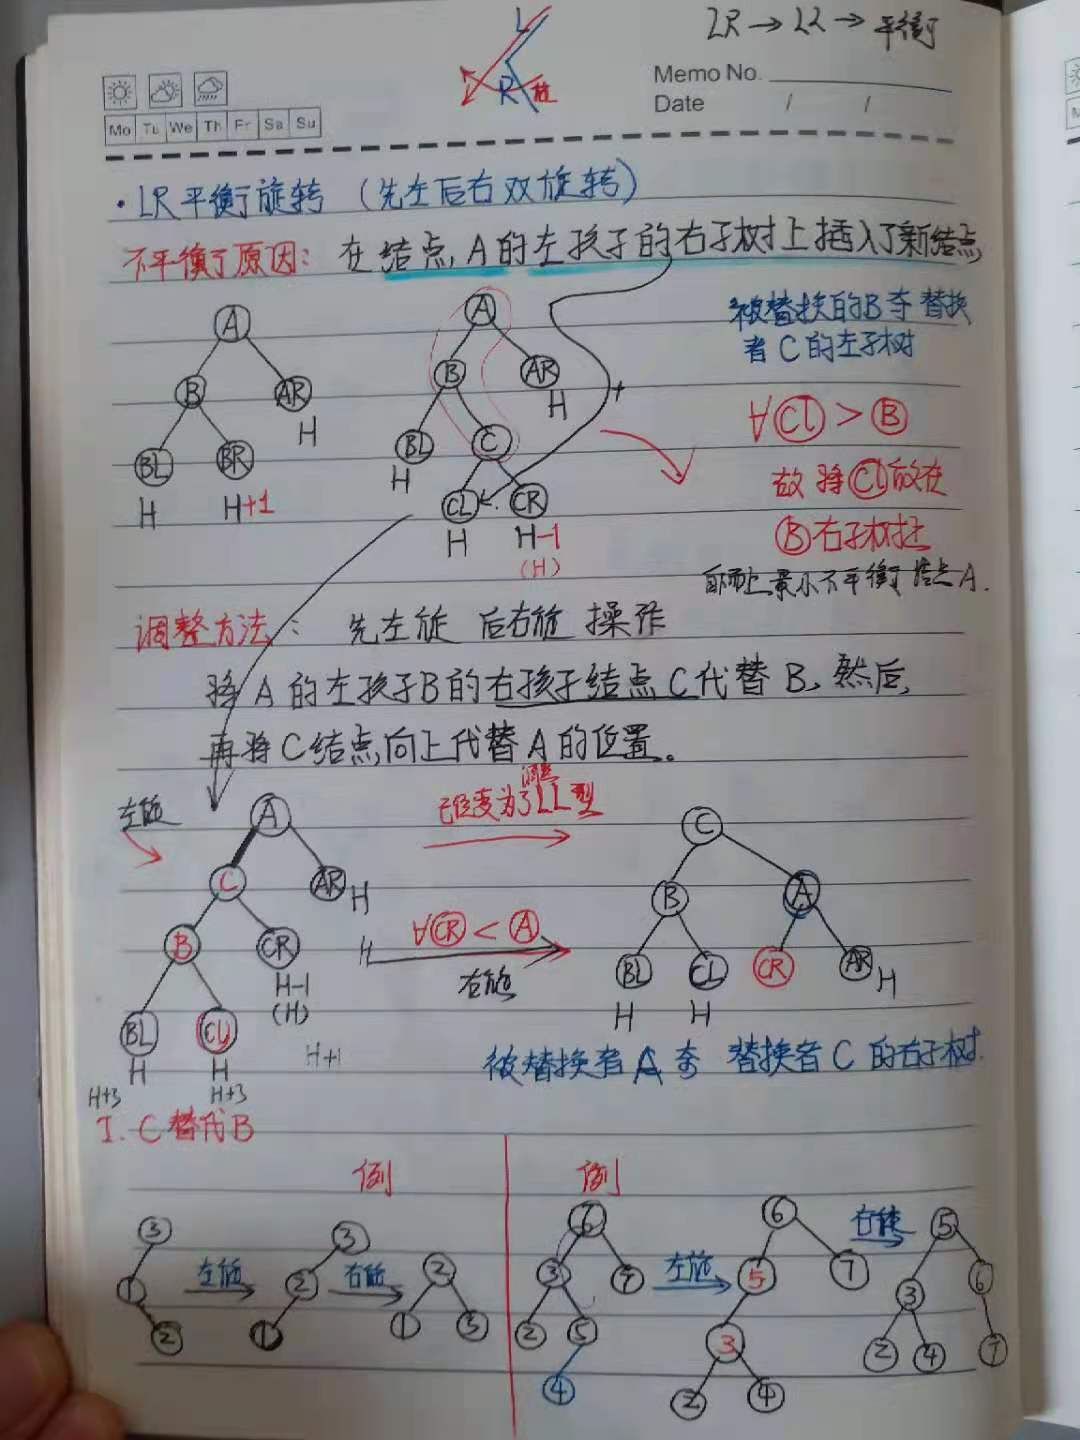 LR→LL→平衡
L
R旋
Memo No.
Date / /
Mo Tu We Th Fr Sa Su
·LR平衡旋转（先左后右双旋转）
不平衡原因：在结点A的左孩子的右子树上插入了新结点
A
B AR
H
BL BR
H H+1
A
B AR
H
BL C
H
CL CR
H H-1
(H)
被替换的B夺替换
者C的左子树
∀CL>B
故将CL放在
B右子树上
自而上最小不平衡结点A.
调整方法：先左旋 后右旋 操作
将A的左孩子B的右孩子结点C代替B,然后,
再将C结点向上代替A的位置。
左旋
A
C AR H
B CR
H-1
(H)
BL CL
H H
H+3 H+3
H+1
已经变为了LL型
∀CR<A
H
右旋
C
B A
BL CL CR AR H
H H
被替换者A夺 替换者C的右子树.
I. C替代B
例
3
1
2
左旋
3
2
1
右旋
2
1 3
例
6
3 7
2 5
4
左旋
6
5 7
3
2 4
右旋
5
3 6
2 4 7